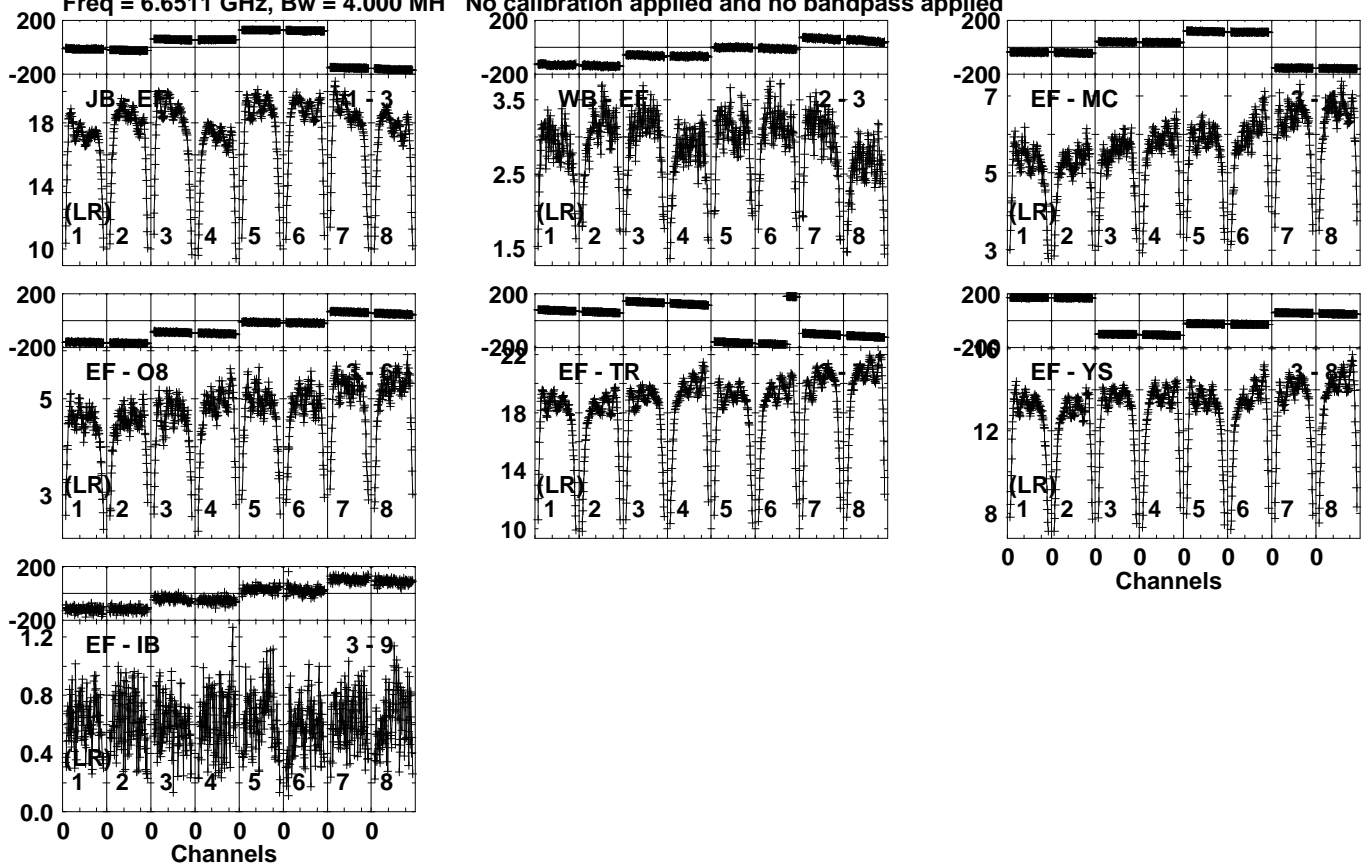 Freq = 6.6511 GHz, Bw = 4.000 MH No calibration applied and no bandpass applied
200
-200
JB - EF 1 - 3
18
14
10
(LR)
1 2 3 4 5 6 7 8
200
-200
WB - EF 2 - 3
3.5
2.5
1.5
(LR)
1 2 3 4 5 6 7 8
200
-200
EF - MC
7
5
3
(LR)
1 2 3 4 5 6 7 8
200
-200
EF - O8 3 - 6
5
3
(LR)
1 2 3 4 5 6 7 8
200
-200
EF - TR
22
18
14
10
(LR)
1 2 3 4 5 6 7 8
200
-200
EF - YS 3 - 8
16
12
8
(LR)
1 2 3 4 5 6 7 8
0 0 0 0 0 0 0 0
Channels
200
-200
EF - IB 3 - 9
1.2
0.8
0.4
0.0
(LR)
1 2 3 4 5 6 7 8
0 0 0 0 0 0 0 0
Channels